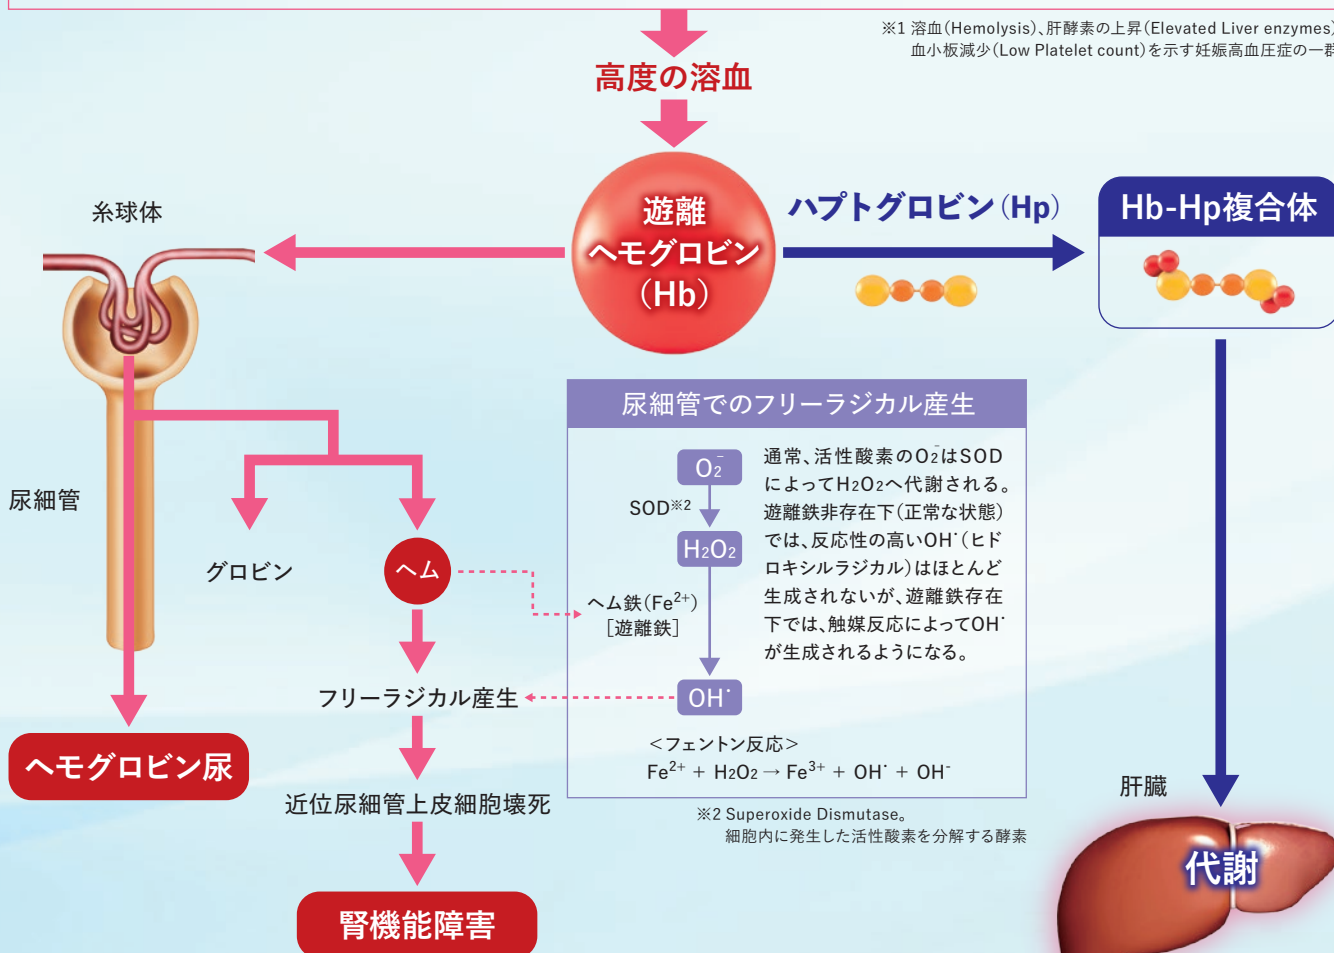 ※1 溶血(Hemolysis)、肝酵素の上昇(Elevated Liver enzymes)
血小板減少(Low Platelet count)を示す妊娠高血圧症の一群
高度の溶血
遊離
ヘモグロビン
(Hb)
ハプトグロビン(Hp)
Hb-Hp複合体
糸球体
尿細管
グロビン
ヘム
フリーラジカル産生
近位尿細管上皮細胞壊死
腎機能障害
ヘモグロビン尿
尿細管でのフリーラジカル産生
O₂⁻
SOD※2
H₂O₂
ヘム鉄(Fe²⁺)
[遊離鉄]
OH˙
通常、活性酸素のO₂⁻はSOD
によってH₂O₂へ代謝される。
遊離鉄非存在下(正常な状態)
では、反応性の高いOH˙(ヒド
ロキシルラジカル)はほとんど
生成されないが、遊離鉄存在
下では、触媒反応によってOH˙
が生成されるようになる。
<フェントン反応>
Fe²⁺ + H₂O₂ → Fe³⁺ + OH˙ + OH⁻
※2 Superoxide Dismutase。
細胞内に発生した活性酸素を分解する酵素
肝臓
代謝